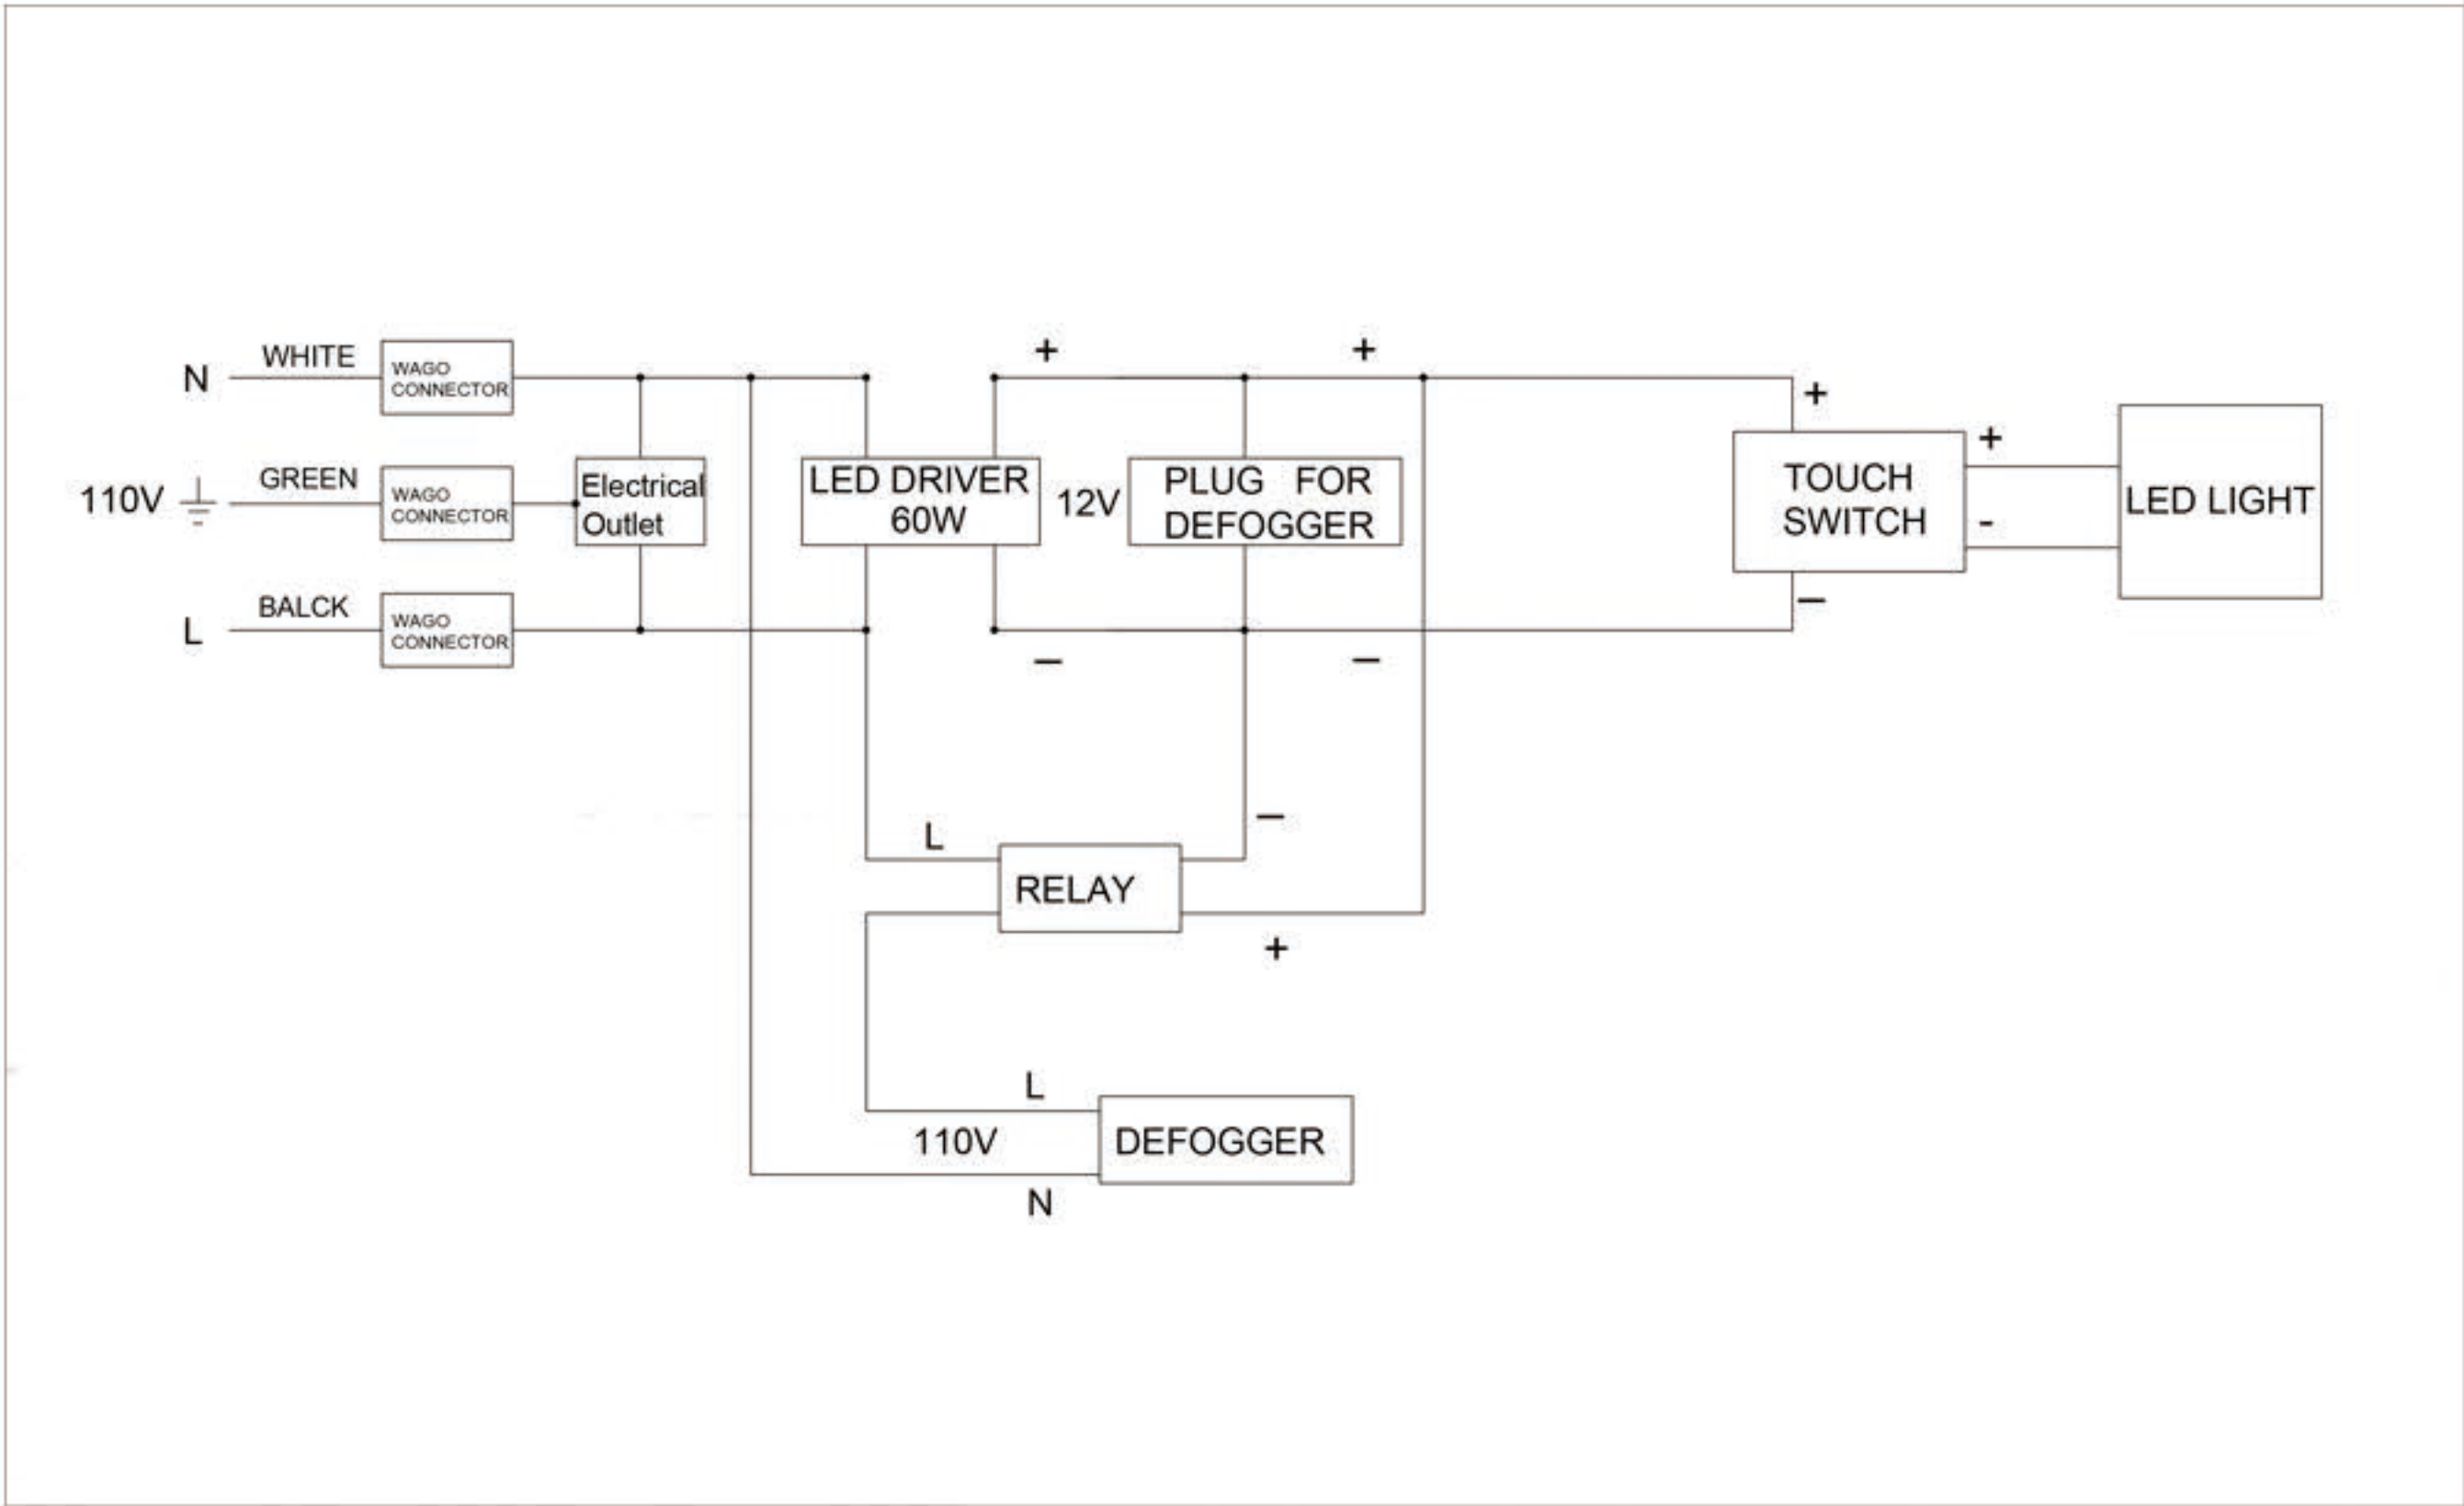 + +
N WHITE WAGO
CONNECTOR
+
+
110V GREEN WAGO
CONNECTOR
Electrical
Outlet
LED DRIVER
60W
12V
PLUG FOR
DEFOGGER
TOUCH
SWITCH
-
LED LIGHT
L BALCK WAGO
CONNECTOR
–
– –
–
L
RELAY
+
L
110V
DEFOGGER
N